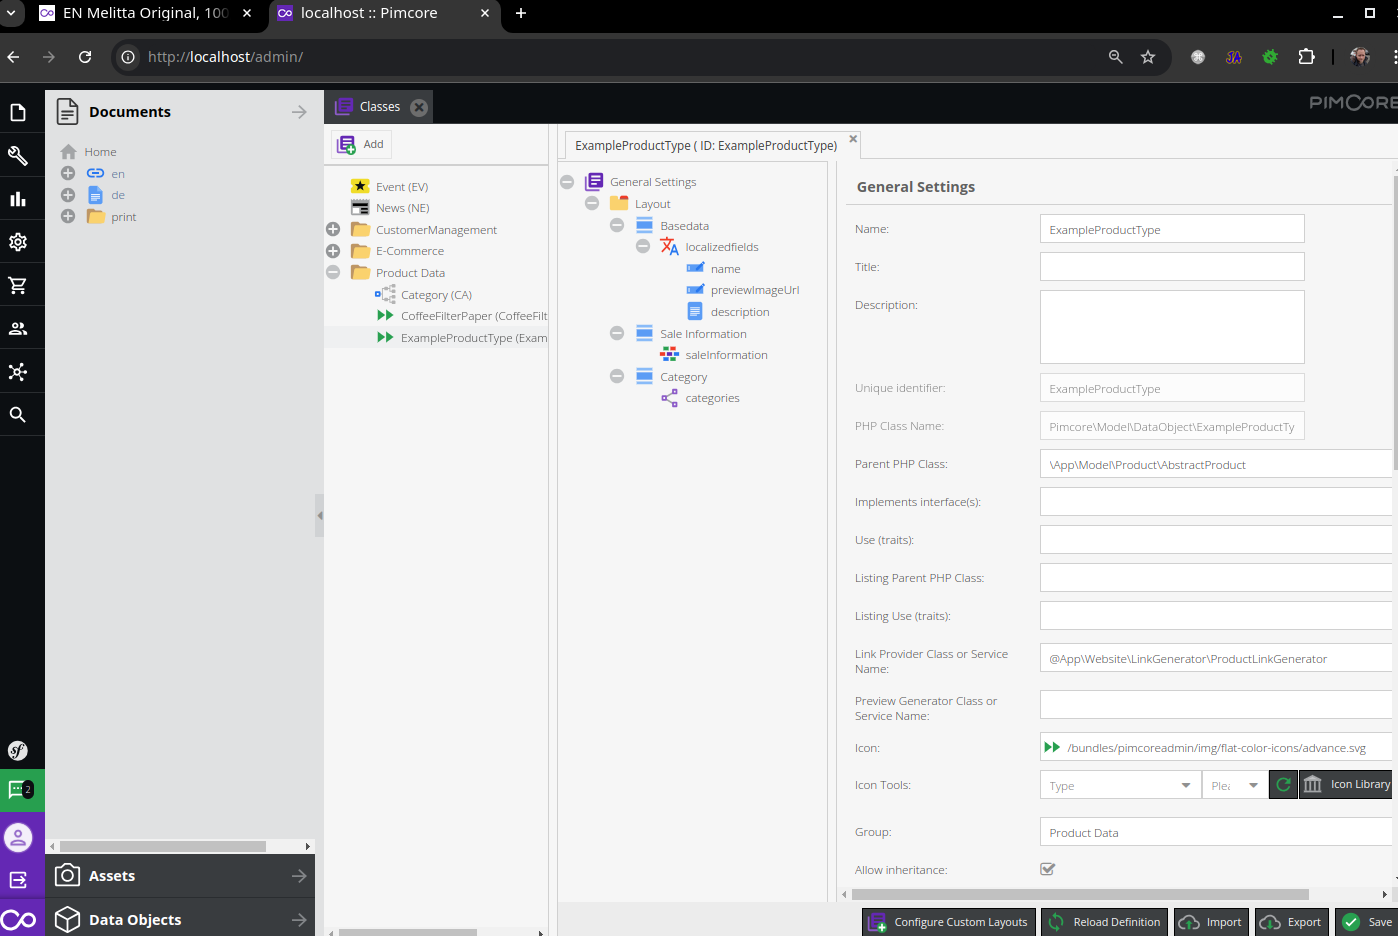 EN Melitta Original, 100
localhost :: Pimcore
http://localhost/admin/
JA
Documents
Home
en
de
print
Classes
PIMCORE
Add
Event (EV)
News (NE)
CustomerManagement
E-Commerce
Product Data
Category (CA)
CoffeeFilterPaper (CoffeeFilt
ExampleProductType (Exam
ExampleProductType ( ID: ExampleProductType)
General Settings
Layout
Basedata
localizedfields
name
previewImageUrl
description
Sale Information
saleInformation
Category
categories
General Settings
Name:
ExampleProductType
Title:
Description:
Unique identifier:
ExampleProductType
PHP Class Name:
Pimcore\Model\DataObject\ExampleProductTy
Parent PHP Class:
\App\Model\Product\AbstractProduct
Implements interface(s):
Use (traits):
Listing Parent PHP Class:
Listing Use (traits):
Link Provider Class or Service
Name:
@App\Website\LinkGenerator\ProductLinkGenerator
Preview Generator Class or
Service Name:
Icon:
/bundles/pimcoreadmin/img/flat-color-icons/advance.svg
Icon Tools:
Type
Plea
Icon Library
Group:
Product Data
Allow inheritance:
sf
2
Assets
Data Objects
Configure Custom Layouts
Reload Definition
Import
Export
Save